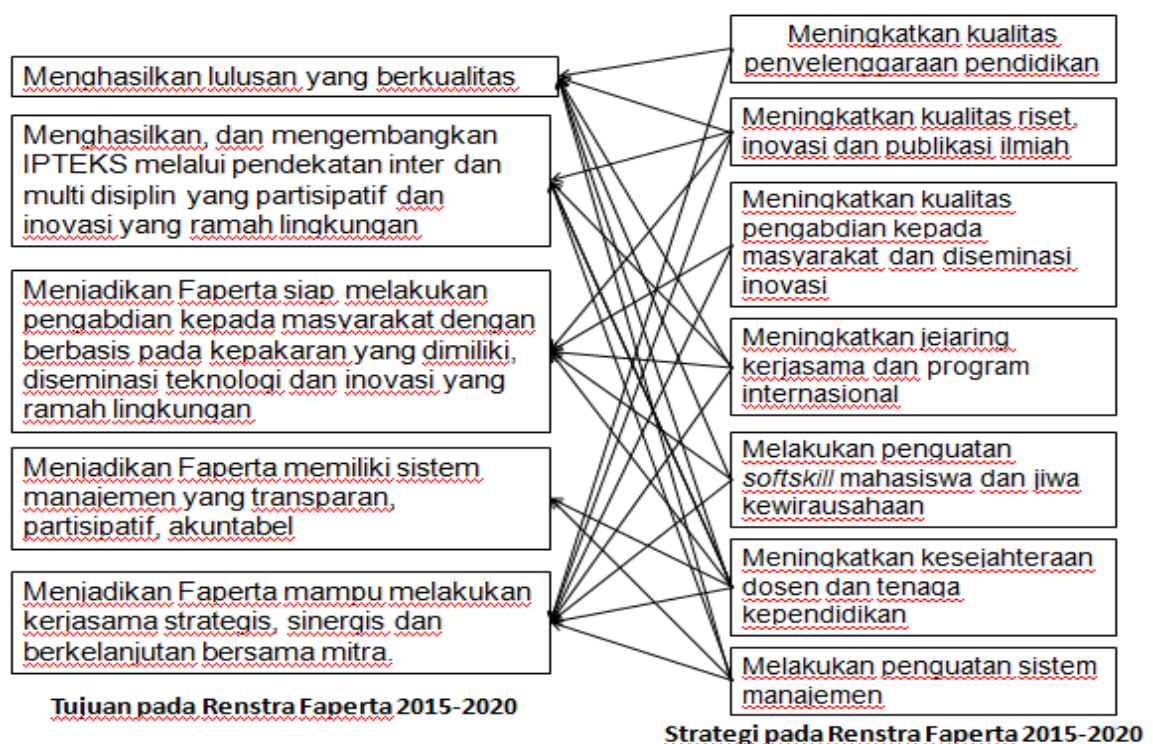 Menghasilkan lulusan yang berkualitas
Menghasilkan, dan mengembangkan
IPTEKS melalui pendekatan inter dan
multi disiplin yang partisipatif dan
inovasi yang ramah lingkungan
Menjadikan Faperta siap melakukan
pengabdian kepada masyarakat dengan
berbasis pada kepakaran yang dimiliki,
diseminasi teknologi dan inovasi yang
ramah lingkungan
Menjadikan Faperta memiliki sistem
manajemen yang transparan,
partisipatif, akuntabel
Menjadikan Faperta mampu melakukan
kerjasama strategis, sinergis dan
berkelanjutan bersama mitra.
Tujuan pada Renstra Faperta 2015-2020
Meningkatkan kualitas
penyelenggaraan pendidikan
Meningkatkan kualitas riset,
inovasi dan publikasi ilmiah
Meningkatkan kualitas
pengabdian kepada
masyarakat dan diseminasi
inovasi
Meningkatkan jejaring
kerjasama dan program
internasional
Melakukan penguatan
softskill mahasiswa dan jiwa
kewirausahaan
Meningkatkan kesejahteraan
dosen dan tenaga
kependidikan
Melakukan penguatan sistem
manajemen
Strategi pada Renstra Faperta 2015-2020